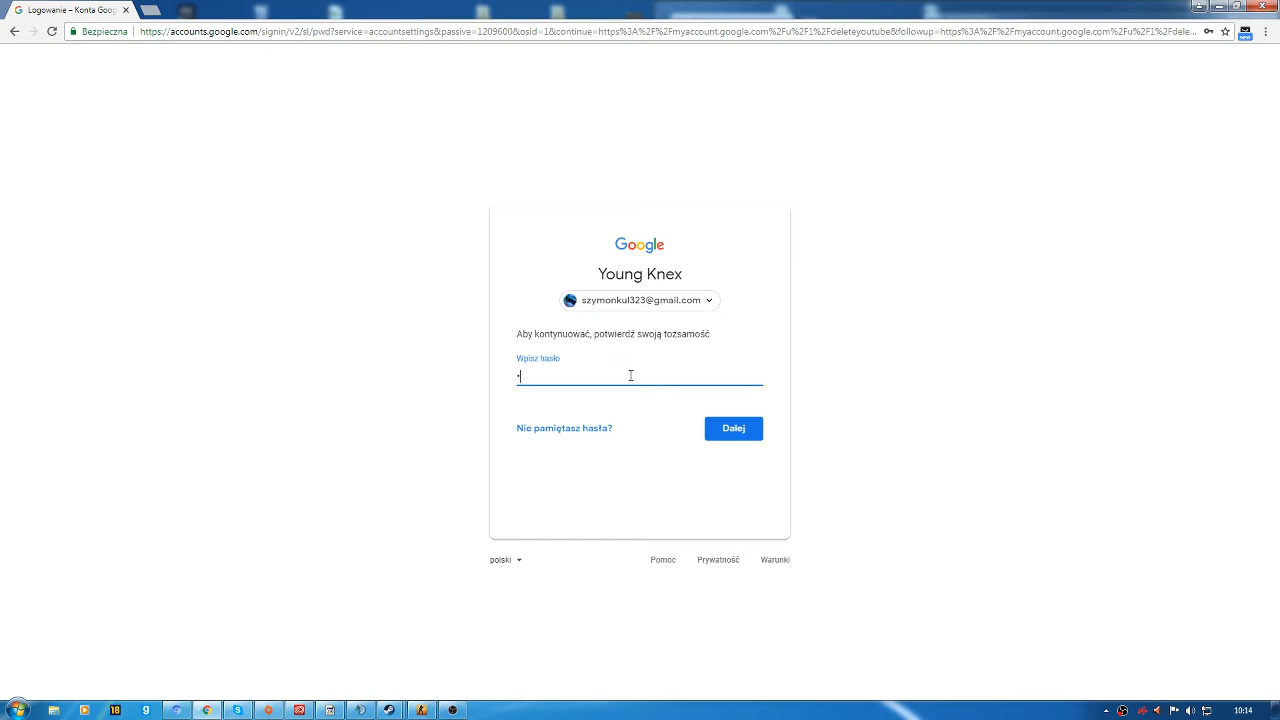 Logowanie – Konta Goog
Bezpieczna
https://accounts.google.com/signin/v2/sl/pwd?service=accountsettings&passive=1209600&osid=1&continue=https%3A%2F%2Fmyaccount.google.com%2Fu%2F1%2Fdeleteyoutube&followup=https%3A%2F%2Fmyaccount.google.com%2Fu%2F1%2Fdele...
new
Google
Young Knex
szymonkul323@gmail.com
Aby kontynuować, potwierdź swoją tożsamość
Wpisz hasło
Nie pamiętasz hasła?
Dalej
polski
Pomoc
Prywatność
Warunki
18
g
10:14